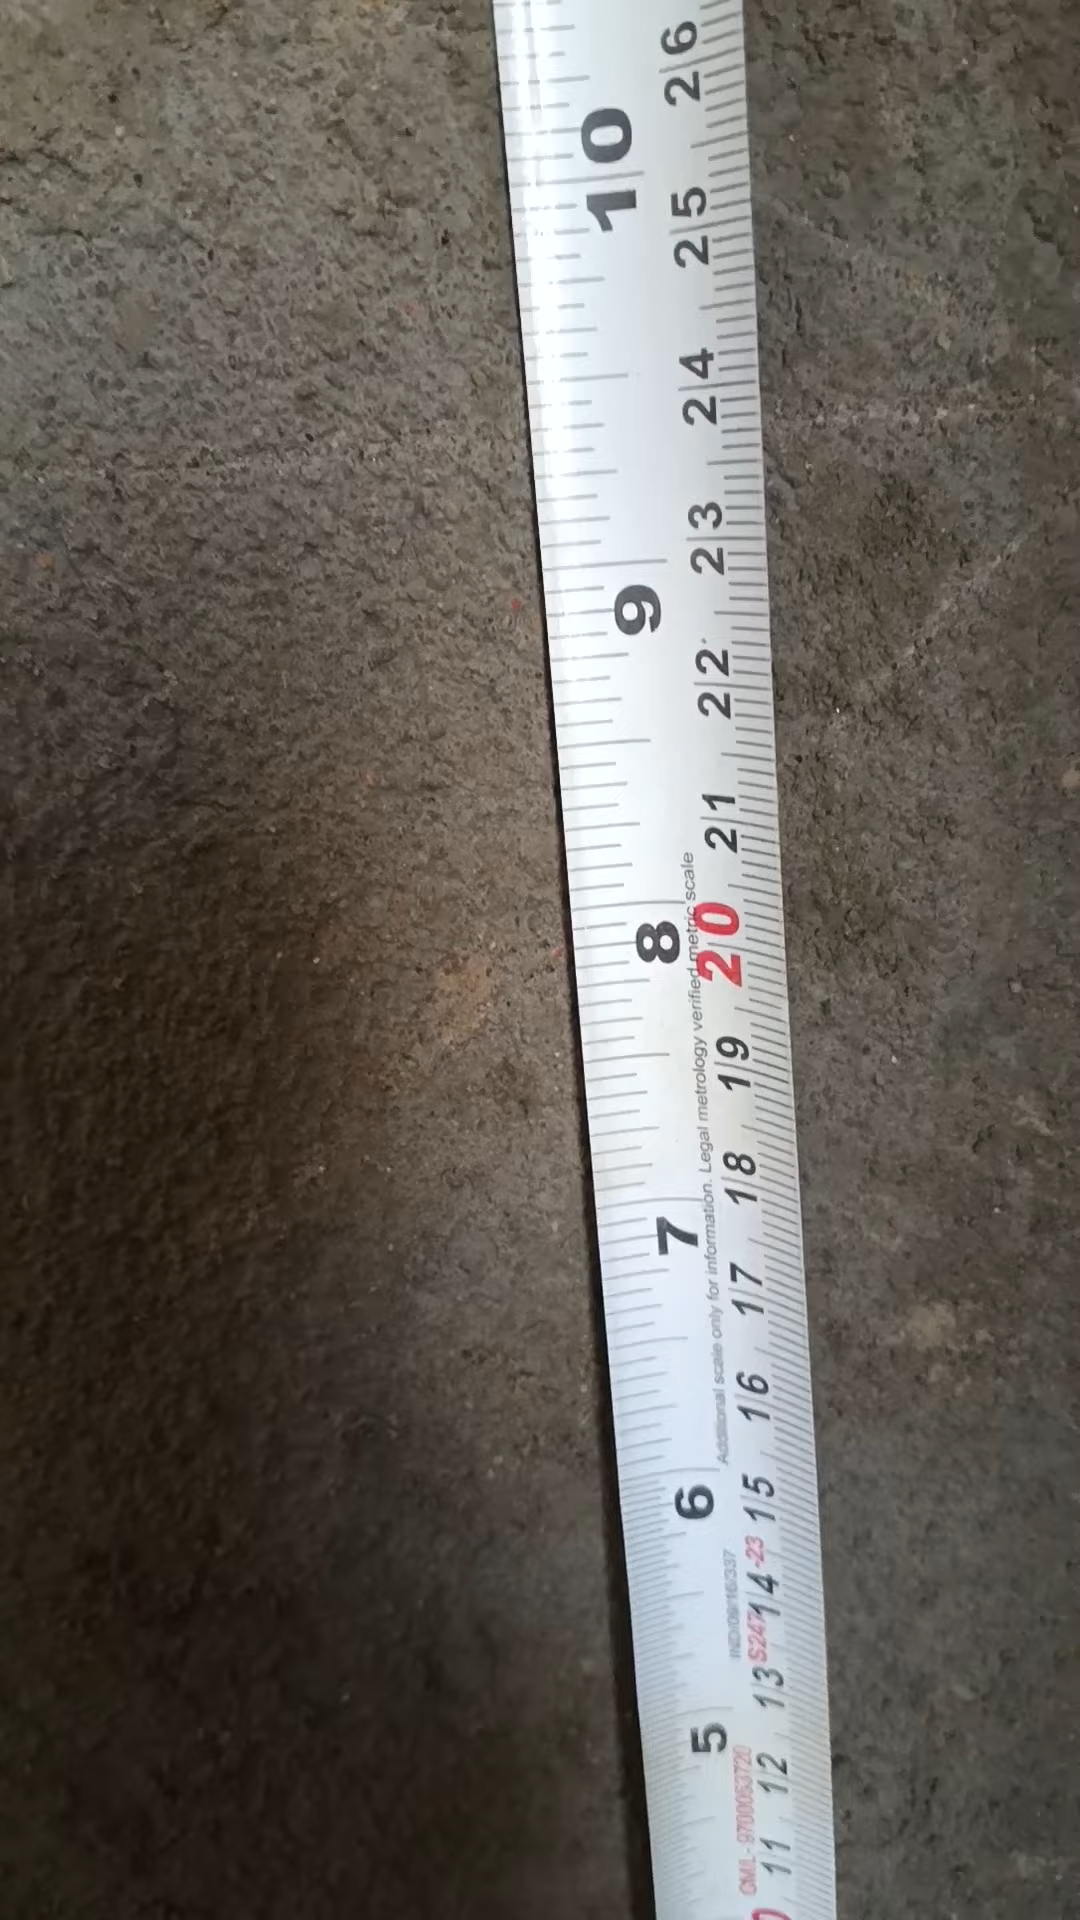 5 6 7 8 9 10
Additional scale only for information. Legal metrology verified metric scale
IND/09/16/337
CM/L - 9700053720 S247 -23
11 12 13 14 15 16 17 18 19 20 21 22 23 24 25 26